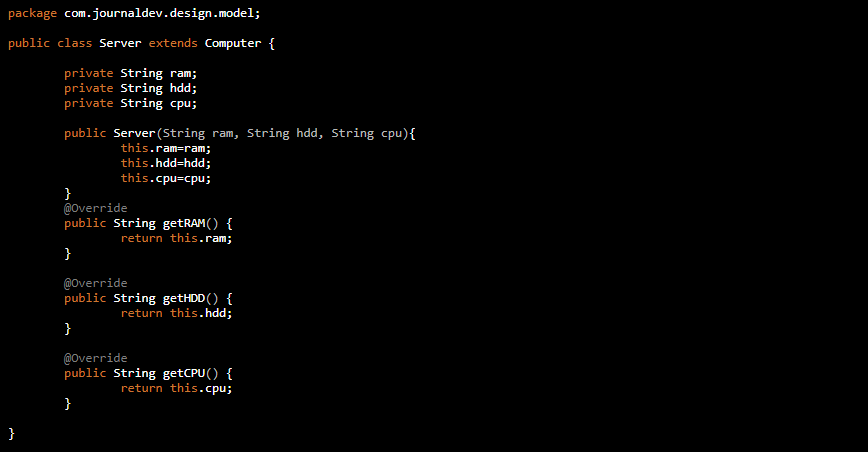 package com.journaldev.design.model;
public class Server extends Computer {
private String ram;
private String hdd;
private String cpu;
public Server(String ram, String hdd, String cpu){
this.ram=ram;
this.hdd=hdd;
this.cpu=cpu;
}
@Override
public String getRAM() {
return this.ram;
}
@Override
public String getHDD() {
return this.hdd;
}
@Override
public String getCPU() {
return this.cpu;
}
}